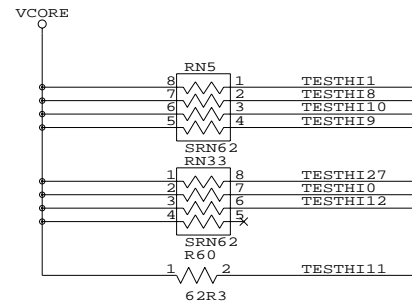 VCORE
RN5
8 1 TESTHI1
7 2 TESTHI8
6 3 TESTHI10
5 4 TESTHI9
SRN62
RN33
1 8 TESTHI27
2 7 TESTHI0
3 6 TESTHI12
4 5
SRN62
R60
1 2 TESTHI11
62R3